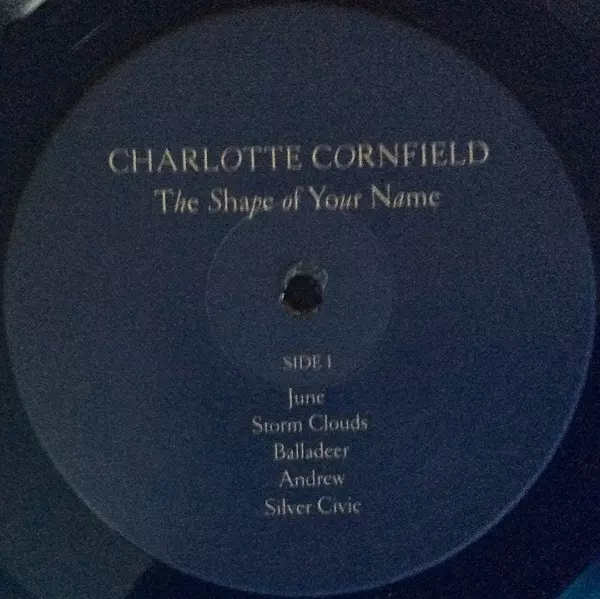 CHARLOTTE CORNFIELD
The Shape of Your Name
SIDE 1
June
Storm Clouds
Balladeer
Andrew
Silver Civic